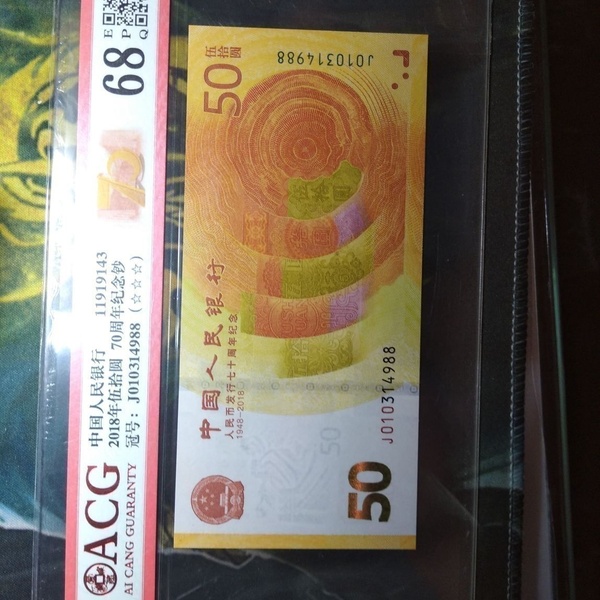 ACG
AI CANG GUARANTY
中国人民银行 11919143
2018年伍拾圆 70周年纪念钞
冠号：J010314988（☆☆☆）
70
68
E
P
Q
中国人民银行
人民币发行七十周年纪念
1948-2018
50
伍拾圆
J010314988
J010314988
50
50